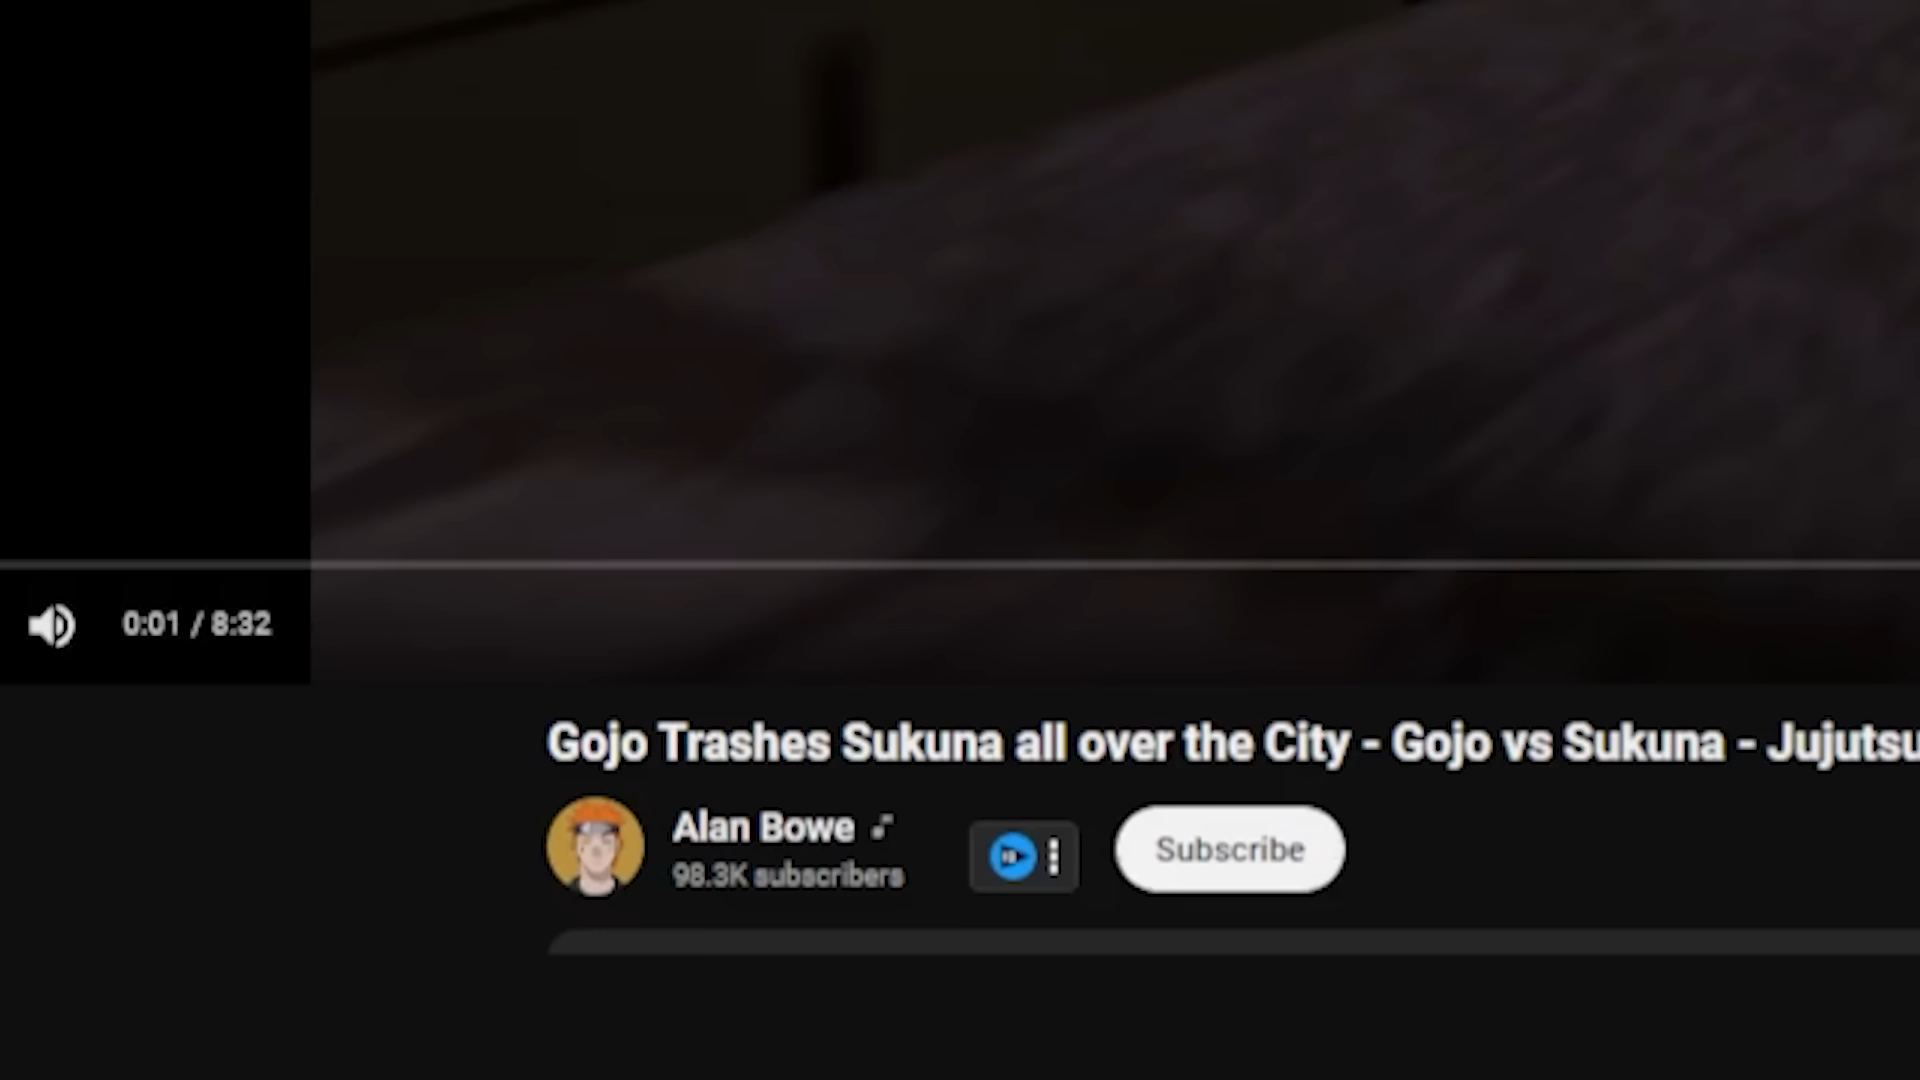 0:01 / 8:32
Gojo Trashes Sukuna all over the City - Gojo vs Sukuna - Jujutsu
Alan Bowe
98.3K subscribers
Subscribe